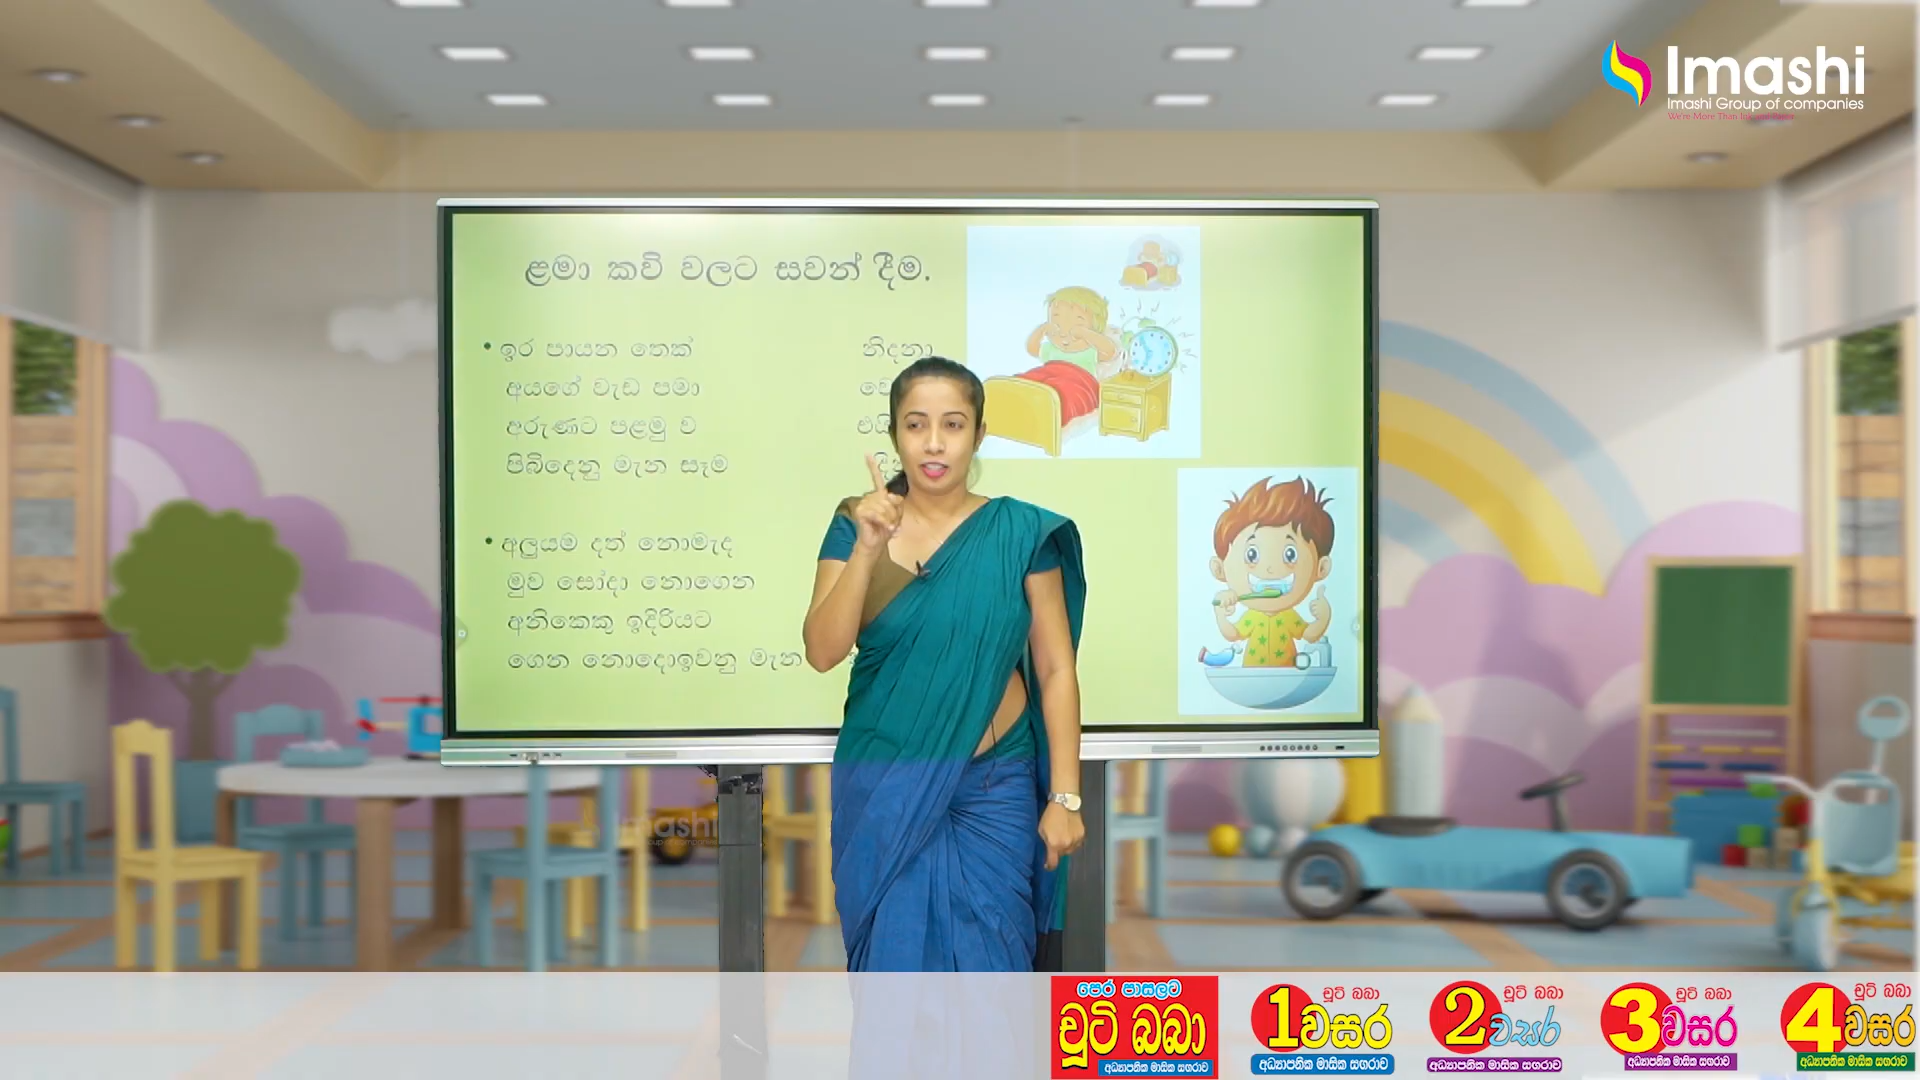 Imashi
Imashi Group of companies
ළමා කවි වලට සවන් දීම.
• ඉර පායන තෙක් නිදනා
අයගේ වැඩ පමා
අරුණට පළමු ව
පිබිදෙනු මැන සෑම
• අලුයම දත් නොමැද
මුව සෝදා නොගෙන
අනිකෙකු ඉදිරියට
ගෙන නොදොඉවනු මැන
පෙර පාසලට
චූටි බබා
අධ්‍යාපනික මාසික සඟරාව
චූටි බබා
1 වසර
අධ්‍යාපනික මාසික සඟරාව
චූටි බබා
2 වසර
අධ්‍යාපනික මාසික සඟරාව
චූටි බබා
3 වසර
අධ්‍යාපනික මාසික සඟරාව
චූටි බබා
4 වසර
අධ්‍යාපනික මාසික සඟරාව